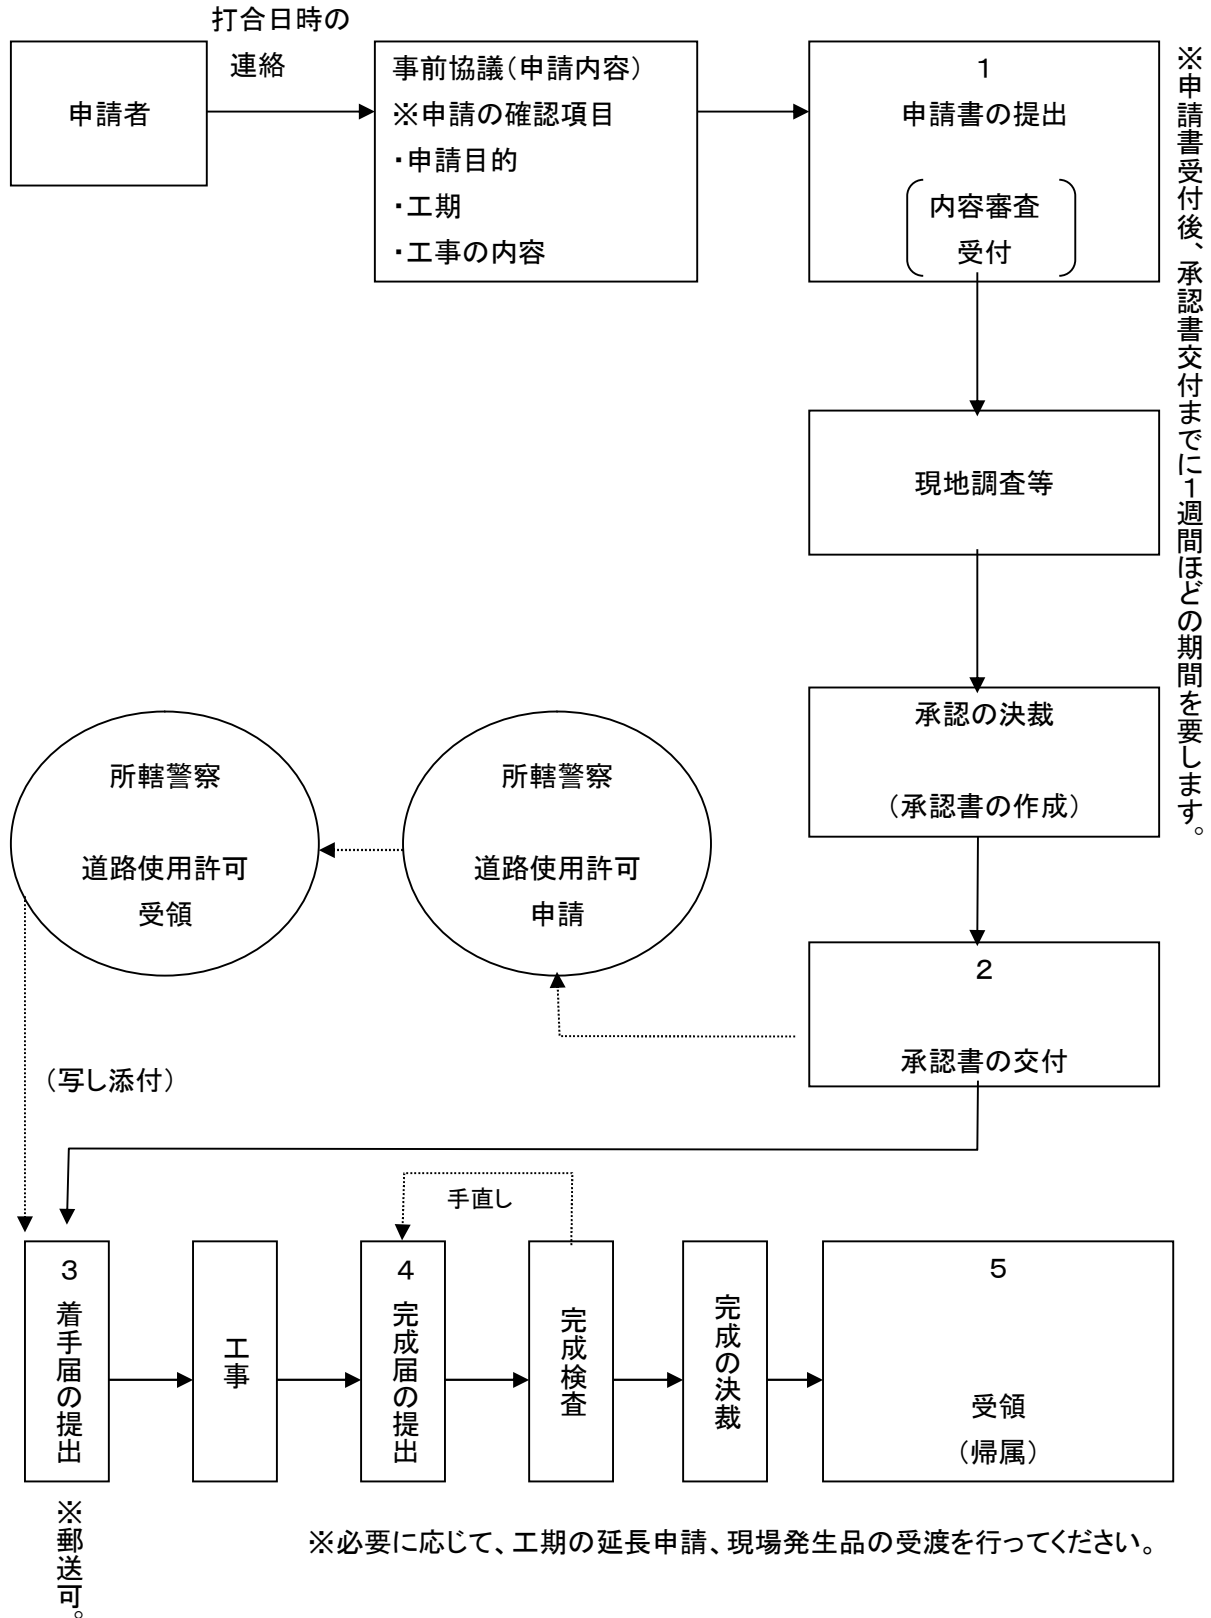 打合日時の
連絡
申請者
事前協議(申請内容)
※申請の確認項目
・申請目的
・工期
・工事の内容
1
申請書の提出
内容審査
受付
※申請書受付後、承認書交付までに1週間ほどの期間を要します。
現地調査等
承認の決裁
(承認書の作成)
所轄警察
道路使用許可
受領
所轄警察
道路使用許可
申請
2
承認書の交付
(写し添付)
手直し
3
着手届の提出
※郵送可。
工事
4
完成届の提出
完成検査
完成の決裁
5
受領
(帰属)
※必要に応じて、工期の延長申請、現場発生品の受渡を行ってください。